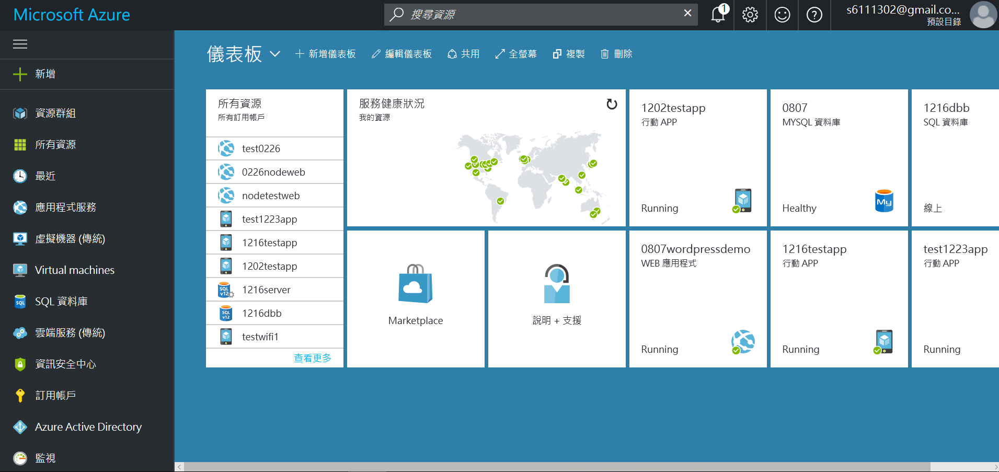 Microsoft Azure
搜尋資源
1
s6111302@gmail.co...
預設目錄
新增
資源群組
所有資源
最近
應用程式服務
虛擬機器 (傳統)
Virtual machines
SQL 資料庫
雲端服務 (傳統)
資訊安全中心
訂用帳戶
Azure Active Directory
監視
儀表板
新增儀表板
編輯儀表板
共用
全螢幕
複製
刪除
所有資源
所有訂用帳戶
test0226
0226nodeweb
nodetestweb
test1223app
1216testapp
1202testapp
1216server
1216dbb
testwifi1
查看更多
服務健康狀況
我的資源
1202testapp
行動 APP
Running
0807
MYSQL 資料庫
Healthy
My
1216dbb
SQL 資料庫
線上
Marketplace
說明 + 支援
0807wordpressdemo
WEB 應用程式
Running
1216testapp
行動 APP
Running
test1223app
行動 APP
Running